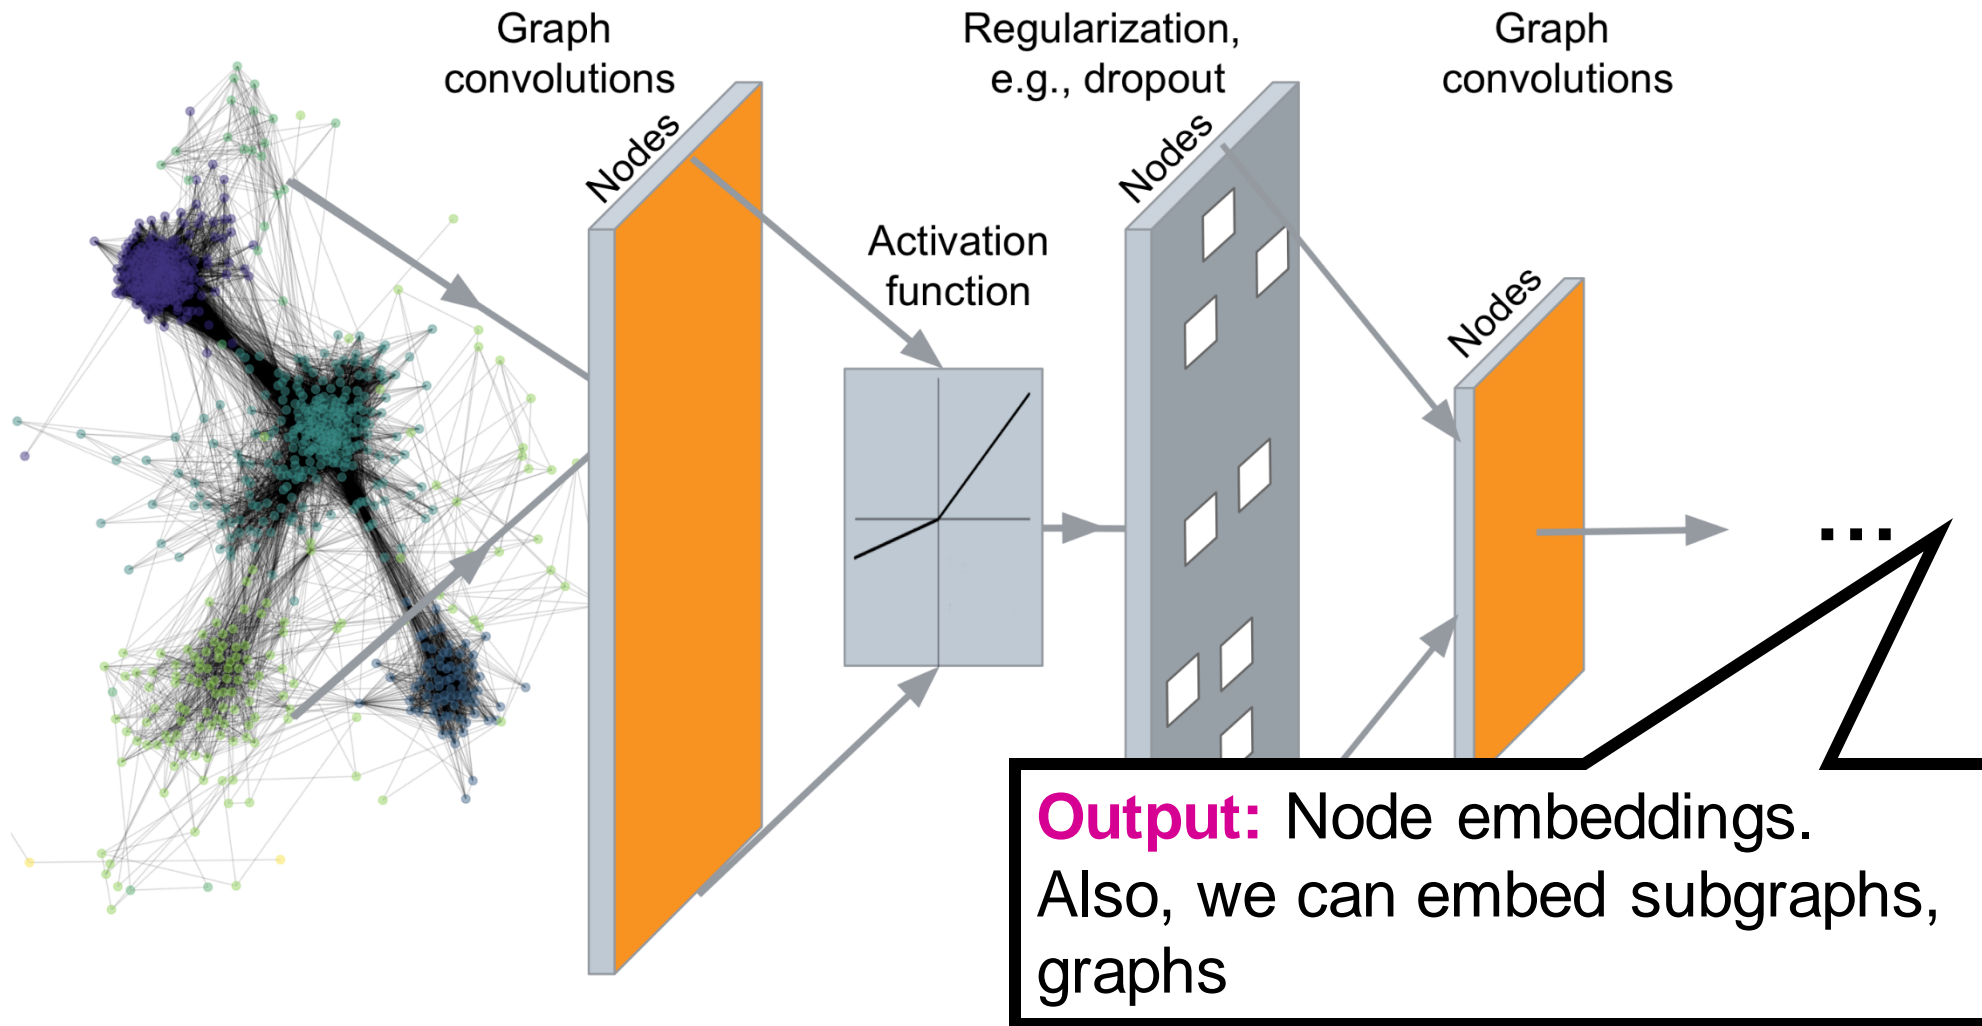 Graph
convolutions
Regularization,
e.g., dropout
Graph
convolutions
Nodes
Nodes
Activation
function
Nodes
...
Output: Node embeddings.
Also, we can embed subgraphs,
graphs